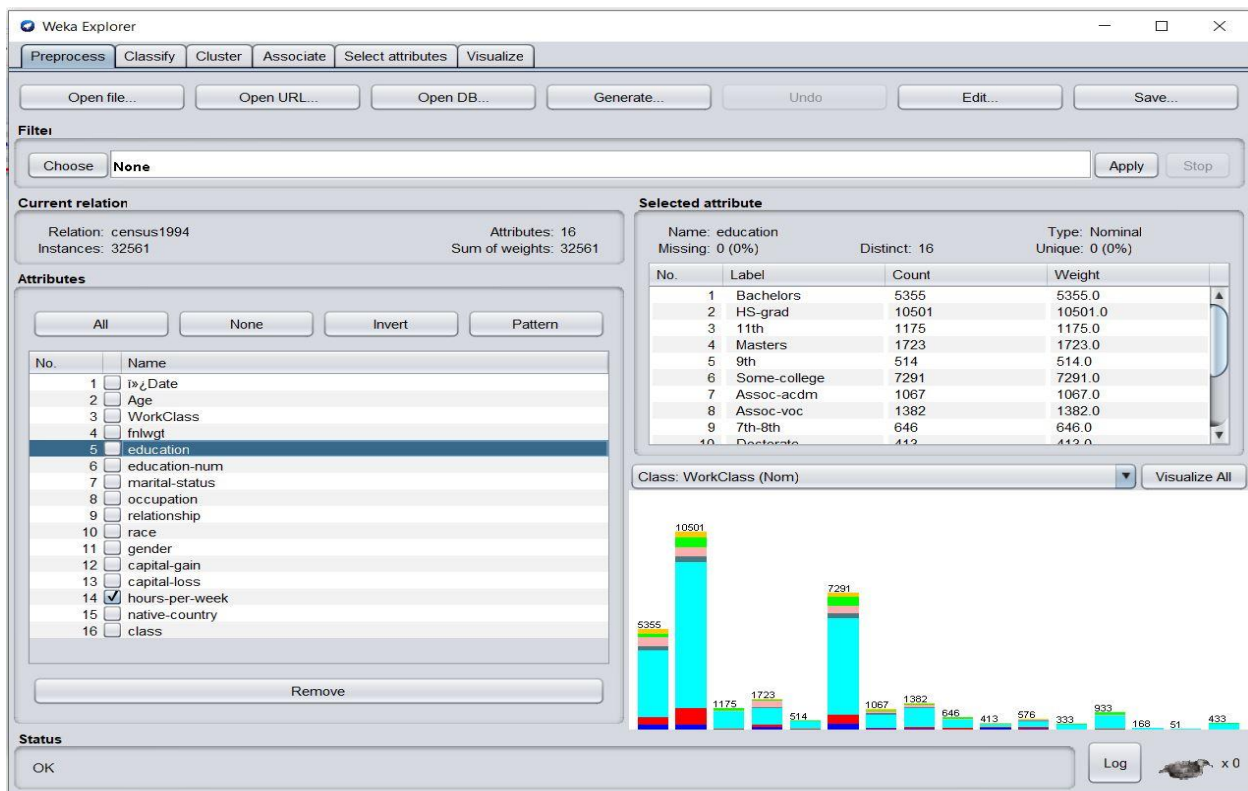 Weka Explorer
Preprocess Classify Cluster Associate Select attributes Visualize
Open file... Open URL... Open DB... Generate... Undo Edit... Save...
Filter
Choose None Apply Stop
Current relation
Relation: census1994 Attributes: 16
Instances: 32561 Sum of weights: 32561
Attributes
All None Invert Pattern
No. Name
1 ï»¿Date
2 Age
3 WorkClass
4 fnlwgt
5 education
6 education-num
7 marital-status
8 occupation
9 relationship
10 race
11 gender
12 capital-gain
13 capital-loss
14 hours-per-week
15 native-country
16 class
Remove
Selected attribute
Name: education Type: Nominal
Missing: 0 (0%) Distinct: 16 Unique: 0 (0%)
No. Label Count Weight
1 Bachelors 5355 5355.0
2 HS-grad 10501 10501.0
3 11th 1175 1175.0
4 Masters 1723 1723.0
5 9th 514 514.0
6 Some-college 7291 7291.0
7 Assoc-acdm 1067 1067.0
8 Assoc-voc 1382 1382.0
9 7th-8th 646 646.0
10 Doctorate 413 413.0
Class: WorkClass (Nom) Visualize All
5355 10501 1175 1723 514 7291 1067 1382 646 413 576 333 933 168 51 433
Status
OK Log x 0